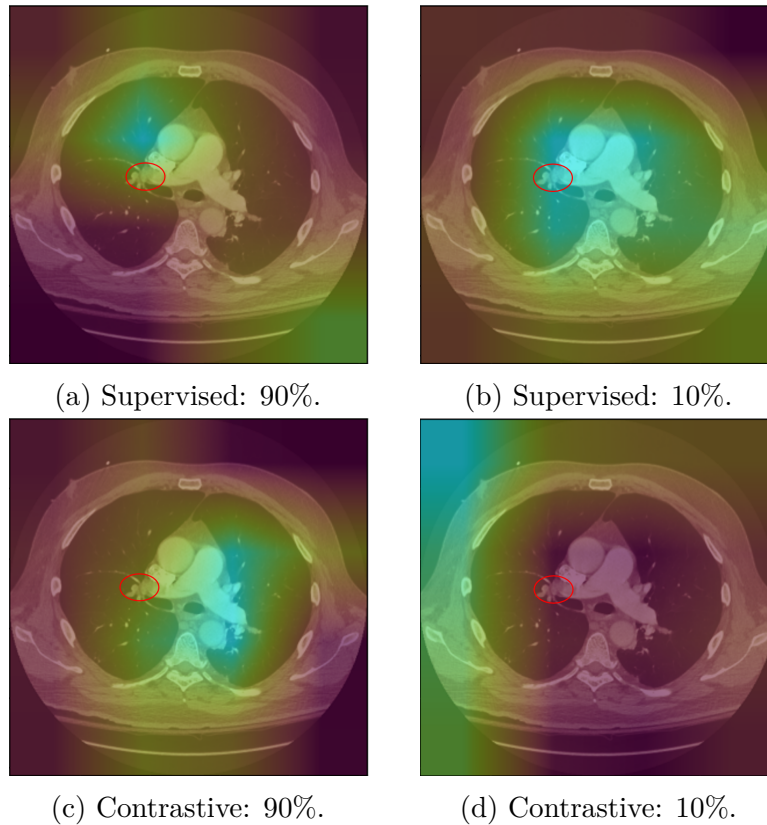 (a) Supervised: 90%.
(b) Supervised: 10%.
(c) Contrastive: 90%.
(d) Contrastive: 10%.